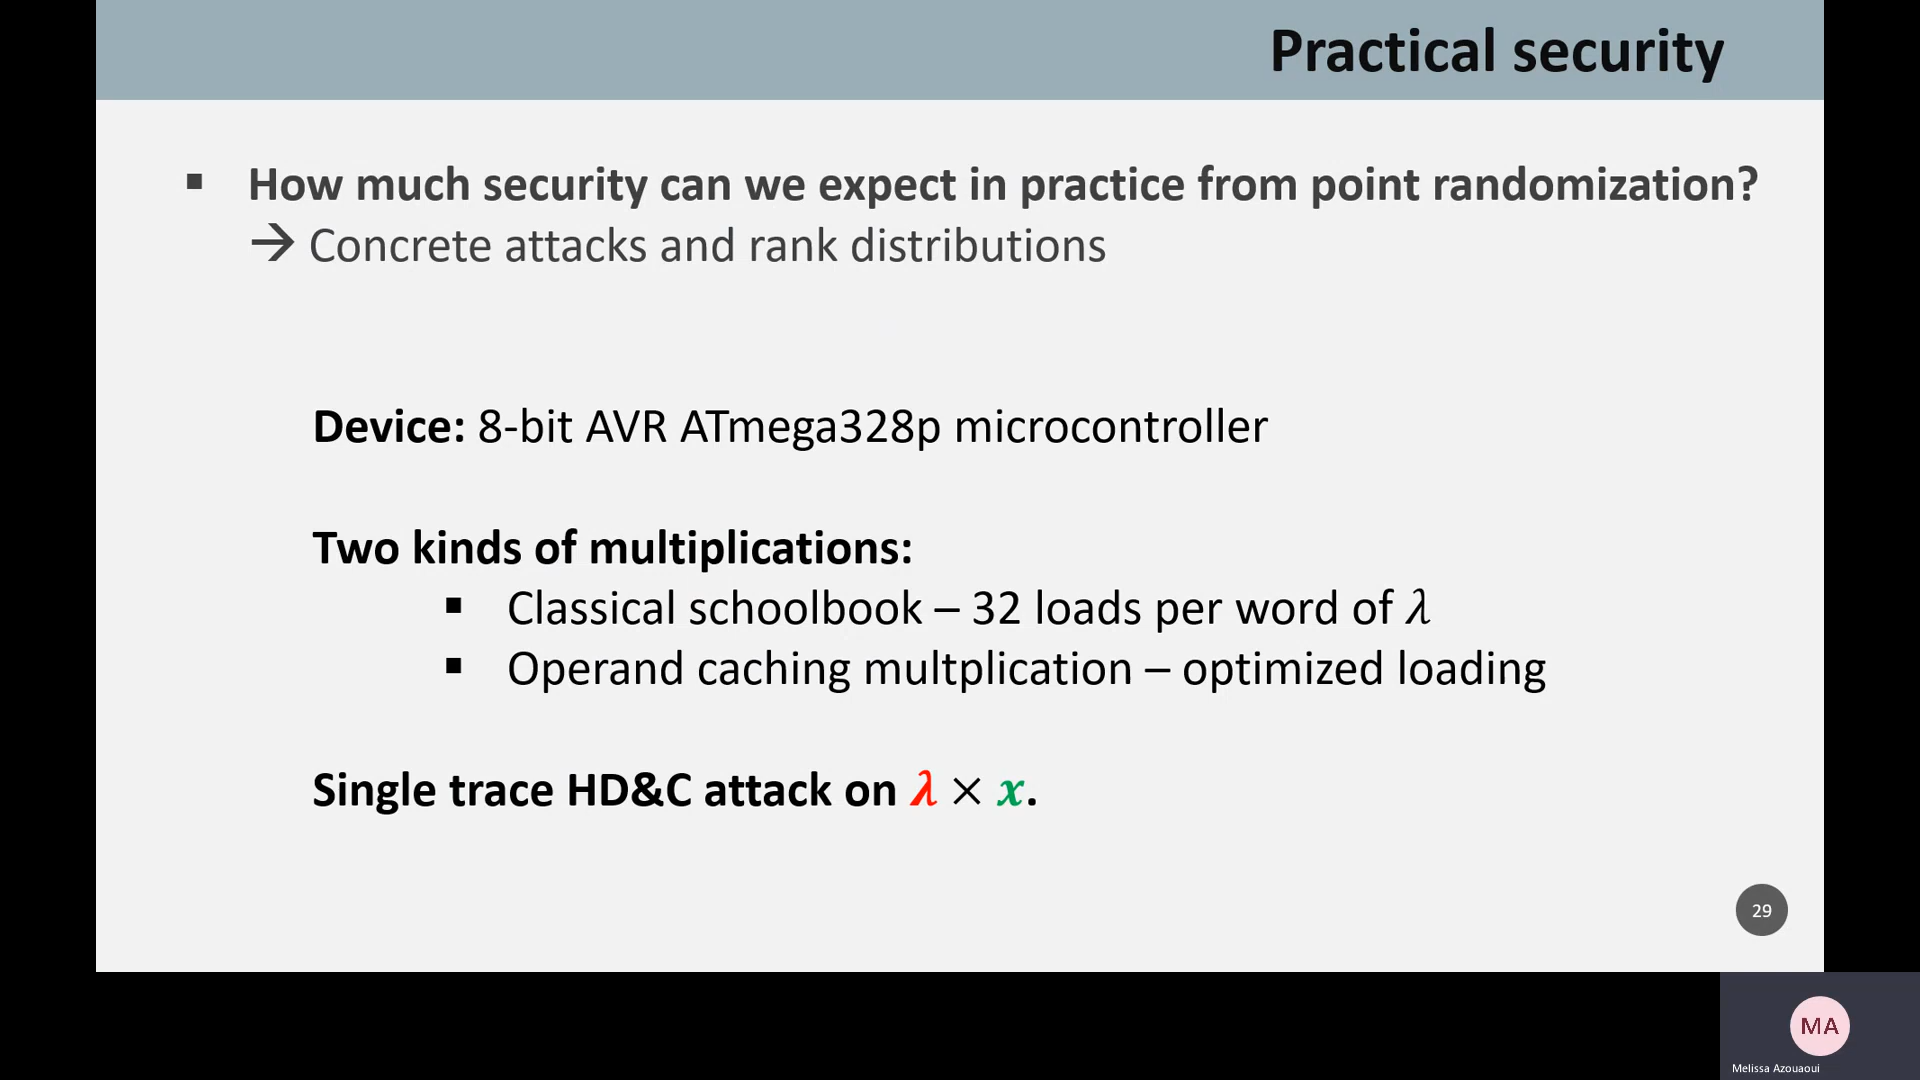 Practical security
▪ How much security can we expect in practice from point randomization?
→ Concrete attacks and rank distributions
Device: 8-bit AVR ATmega328p microcontroller
Two kinds of multiplications:
▪ Classical schoolbook – 32 loads per word of λ
▪ Operand caching multplication – optimized loading
Single trace HD&C attack on λ × x.
29
MA
Melissa Azouaoui